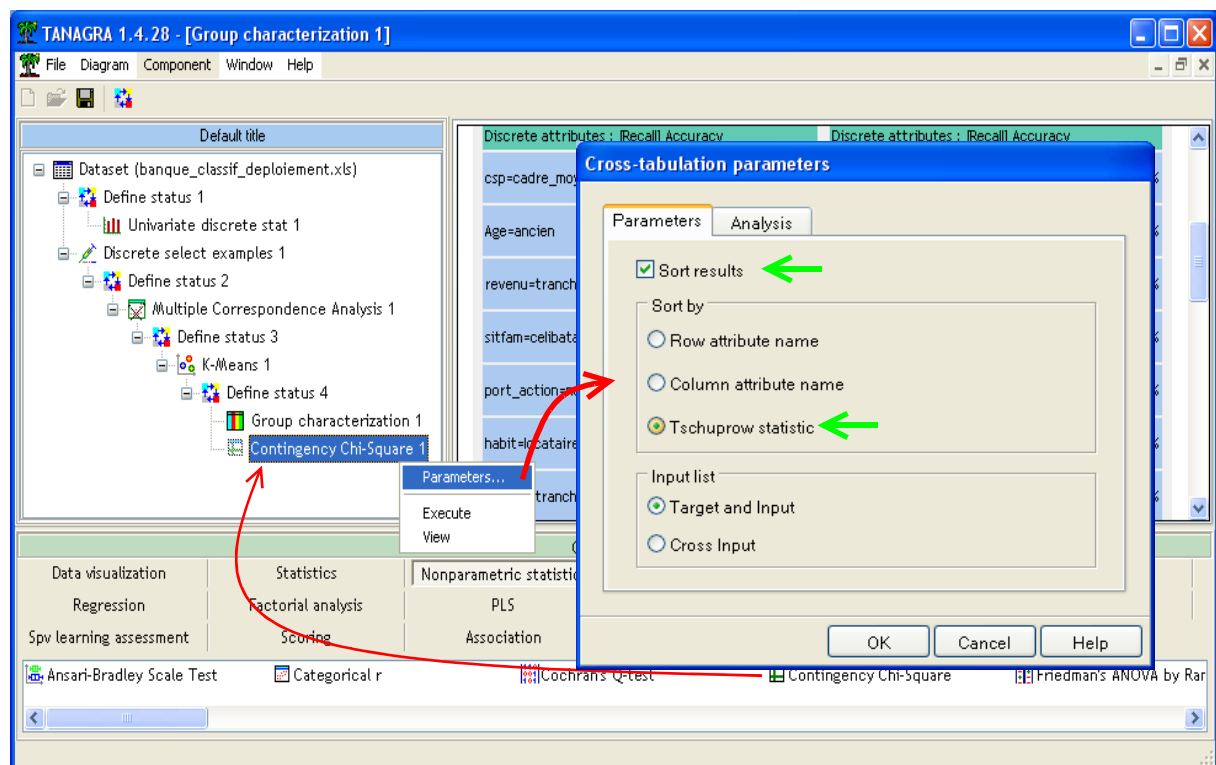 TANAGRA 1.4.28 - [Group characterization 1]
File Diagram Component Window Help
Default title
Dataset (banque_classif_deploiement.xls)
Define status 1
Univariate discrete stat 1
Discrete select examples 1
Define status 2
Multiple Correspondence Analysis 1
Define status 3
K-Means 1
Define status 4
Group characterization 1
Contingency Chi-Square 1
Parameters...
Execute
View
Discrete attributes : [Recall] Accuracy Discrete attributes : [Recall] Accuracy
csp=cadre_moy
Age=ancien
revenu=tranch
sitfam=celibata
port_action=n
habit=locataire
tranch
Cross-tabulation parameters
Parameters Analysis
Sort results
Sort by
Row attribute name
Column attribute name
Tschuprow statistic
Input list
Target and Input
Cross Input
OK Cancel Help
Data visualization Statistics Nonparametric statistic
Regression Factorial analysis PLS
Spv learning assessment Scoring Association
Ansari-Bradley Scale Test Categorical r Cochran's Q-test Contingency Chi-Square Friedman's ANOVA by Ran